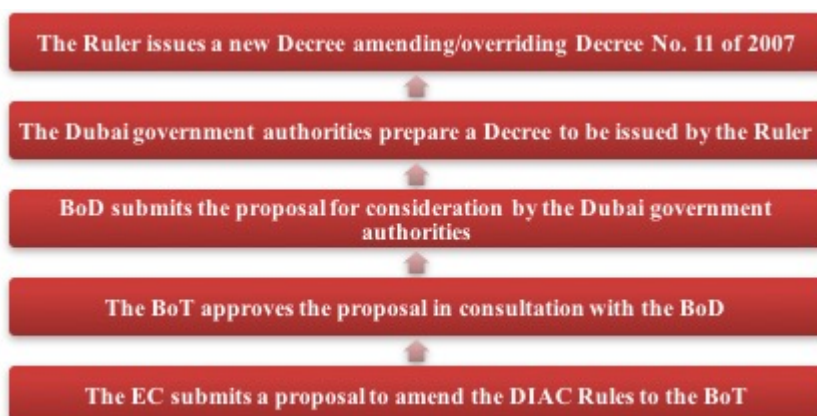 The Ruler issues a new Decree amending/overriding Decree No. 11 of 2007
The Dubai government authorities prepare a Decree to be issued by the Ruler
BoD submits the proposal for consideration by the Dubai government
authorities
The BoT approves the proposal in consultation with the BoD
The EC submits a proposal to amend the DIAC Rules to the BoT